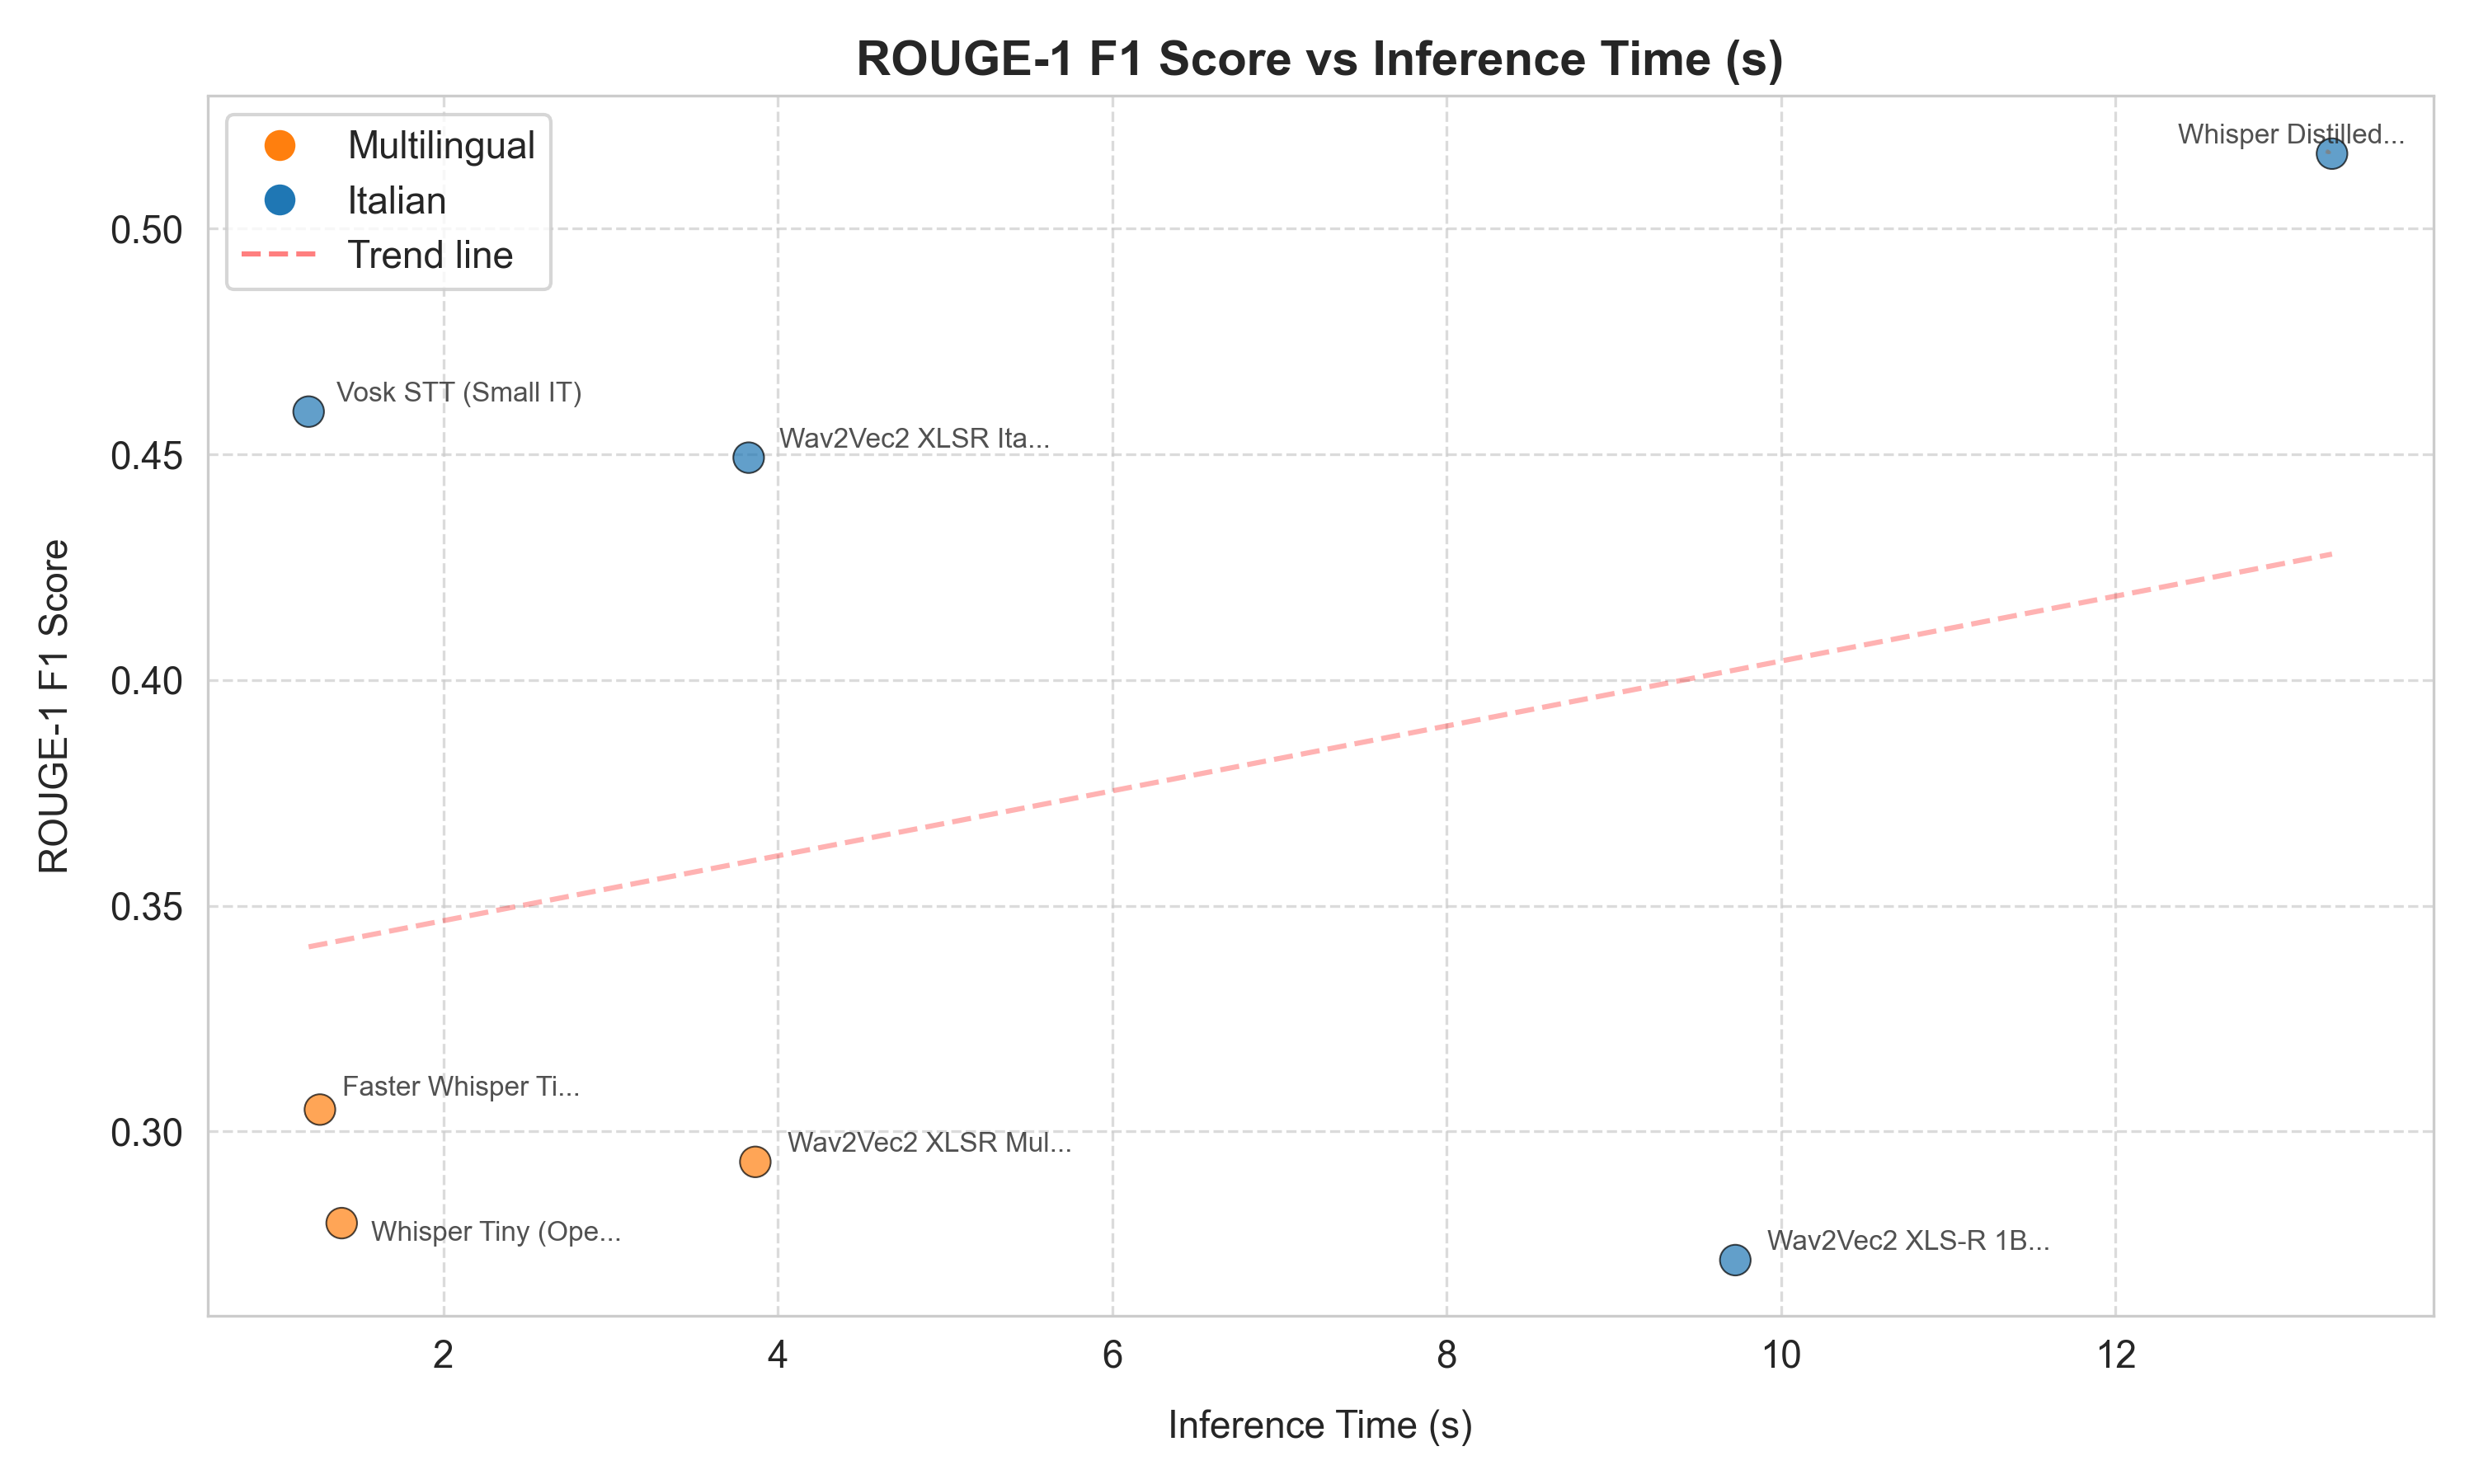 ROUGE-1 F1 Score vs Inference Time (s)
Multilingual
Italian
Trend line
Whisper Distilled...
Vosk STT (Small IT)
Wav2Vec2 XLSR Ita...
Faster Whisper Ti...
Wav2Vec2 XLSR Mul...
Whisper Tiny (Ope...
Wav2Vec2 XLS-R 1B...
ROUGE-1 F1 Score
0.50
0.45
0.40
0.35
0.30
2 4 6 8 10 12
Inference Time (s)